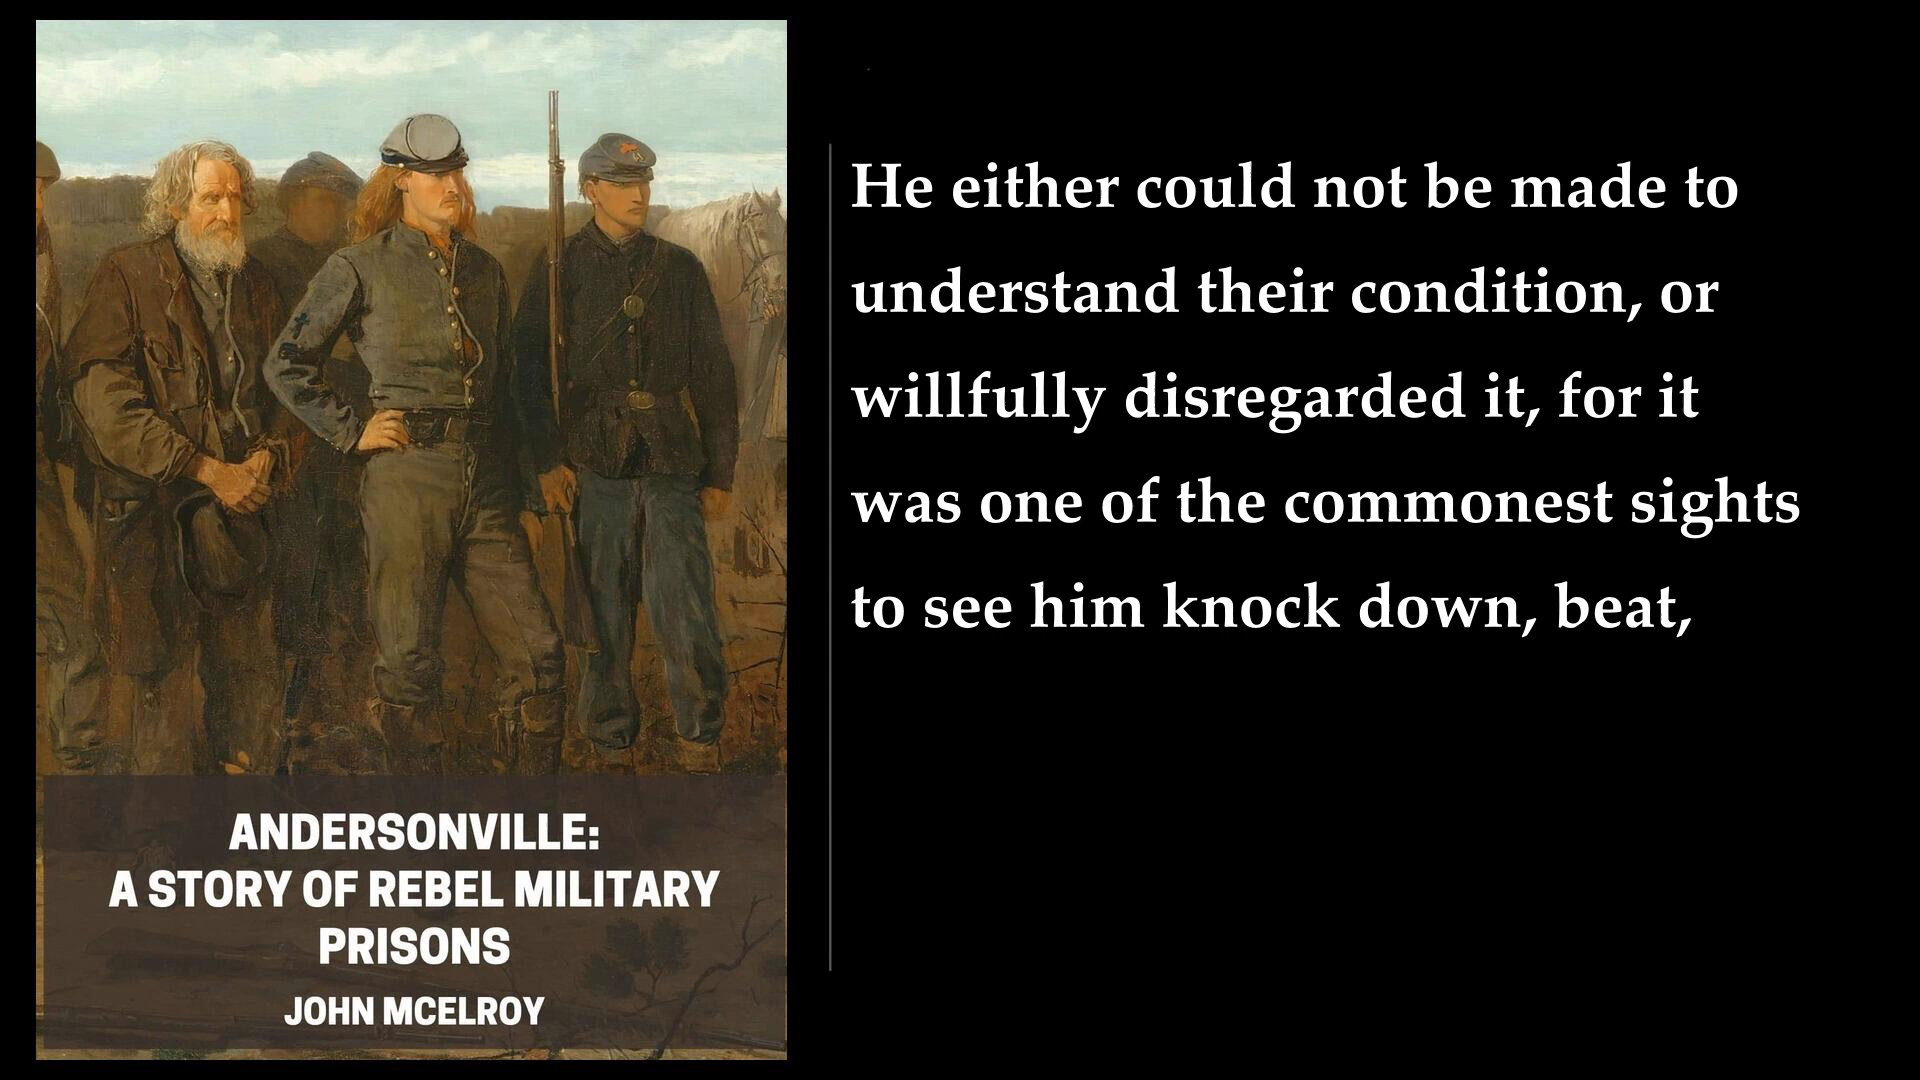 He either could not be made to
understand their condition, or
willfully disregarded it, for it
was one of the commonest sights
to see him knock down, beat,
ANDERSONVILLE:
A STORY OF REBEL MILITARY
PRISONS
JOHN MCELROY